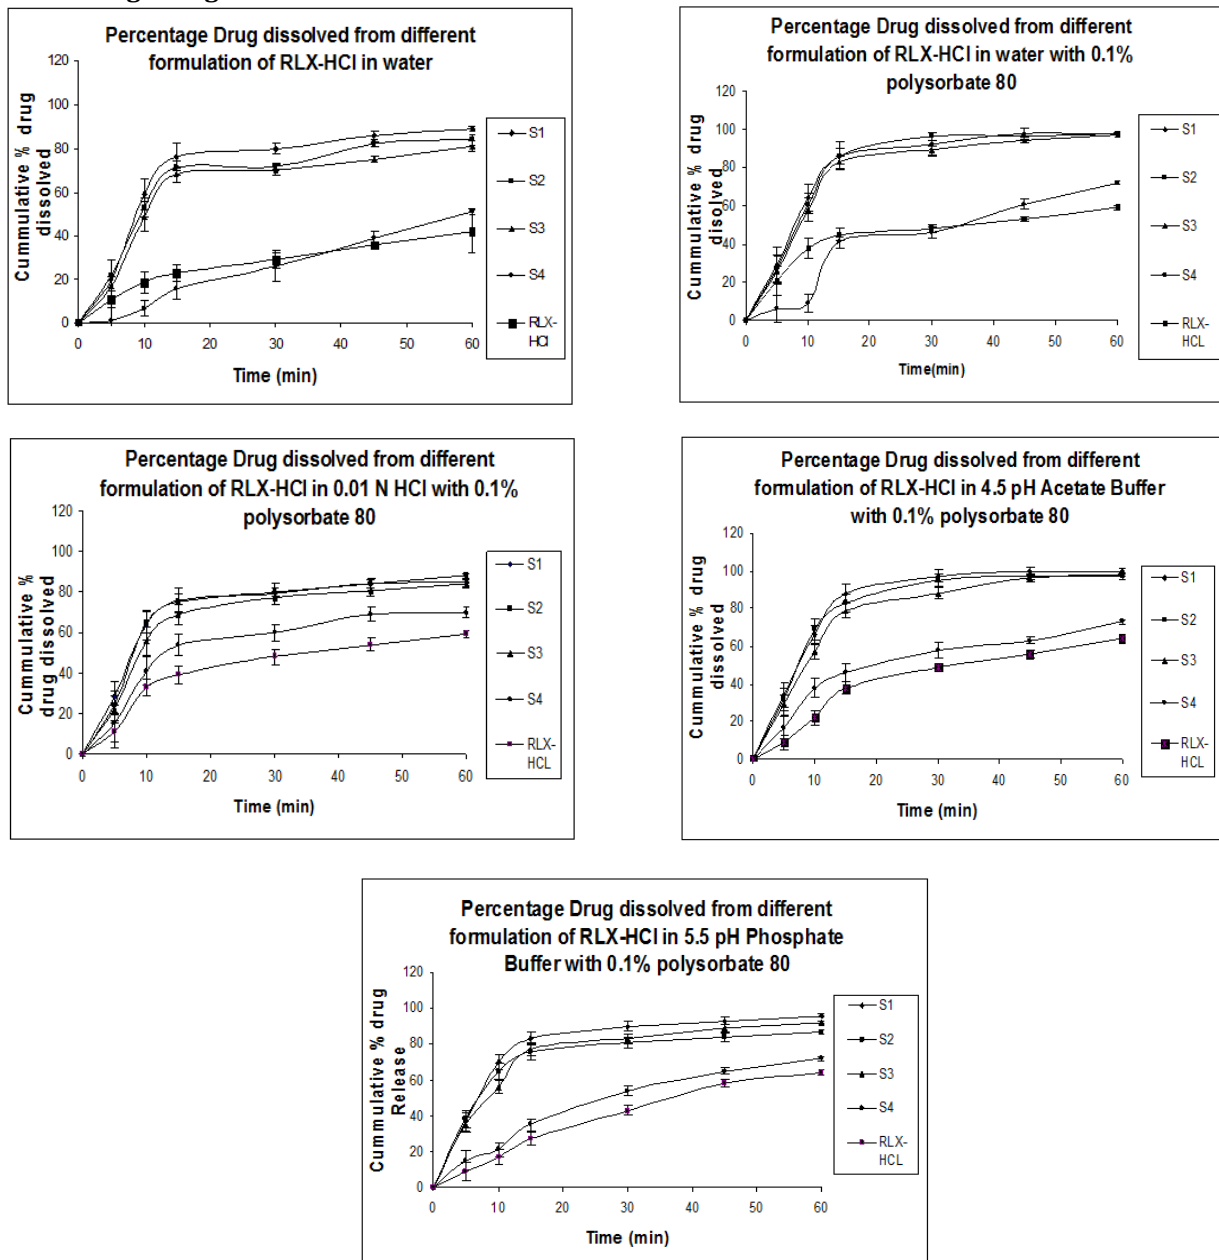 Percentage Drug dissolved from different
formulation of RLX-HCl in water
Cummulative % drug
dissolved
120
100
80
60
40
20
0
0 10 20 30 40 50 60
Time (min)
S1
S2
S3
S4
RLX-
HCl
Percentage Drug dissolved from different
formulation of RLX-HCl in water with 0.1%
polysorbate 80
Cummulative % drug
dissolved
120
100
80
60
40
20
0
0 10 20 30 40 50 60
Time(min)
S1
S2
S3
S4
RLX-
HCL
Percentage Drug dissolved from different
formulation of RLX-HCl in 0.01 N HCl with 0.1%
polysorbate 80
Cummulative %
drug dissolved
120
100
80
60
40
20
0
0 10 20 30 40 50 60
Time (min)
S1
S2
S3
S4
RLX-
HCL
Percentage Drug dissolved from different
formulation of RLX-HCl in 4.5 pH Acetate Buffer
with 0.1% polysorbate 80
Cummulative % drug
dissolved
120
100
80
60
40
20
0
0 10 20 30 40 50 60
Time (min)
S1
S2
S3
S4
RLX-
HCL
Percentage Drug dissolved from different
formulation of RLX-HCl in 5.5 pH Phosphate
Buffer with 0.1% polysorbate 80
Cummulative % drug
Release
120
100
80
60
40
20
0
0 10 20 30 40 50 60
Time (min)
S1
S2
S3
S4
RLX-
HCL